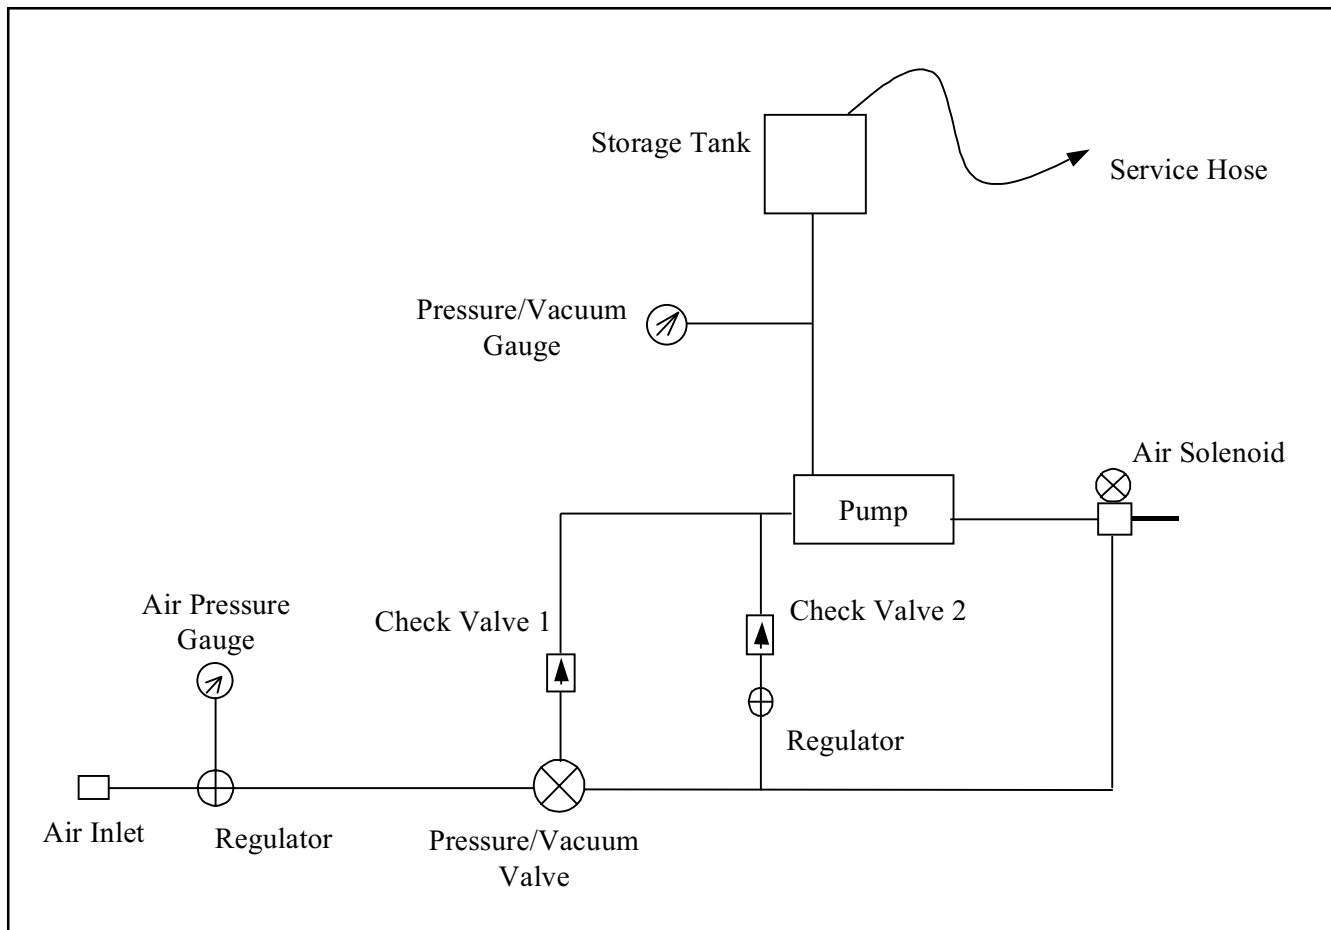 Storage Tank
Service Hose
Pressure/Vacuum
Gauge
Air Solenoid
Pump
Air Pressure
Gauge
Check Valve 1
Check Valve 2
Regulator
Air Inlet
Regulator
Pressure/Vacuum
Valve